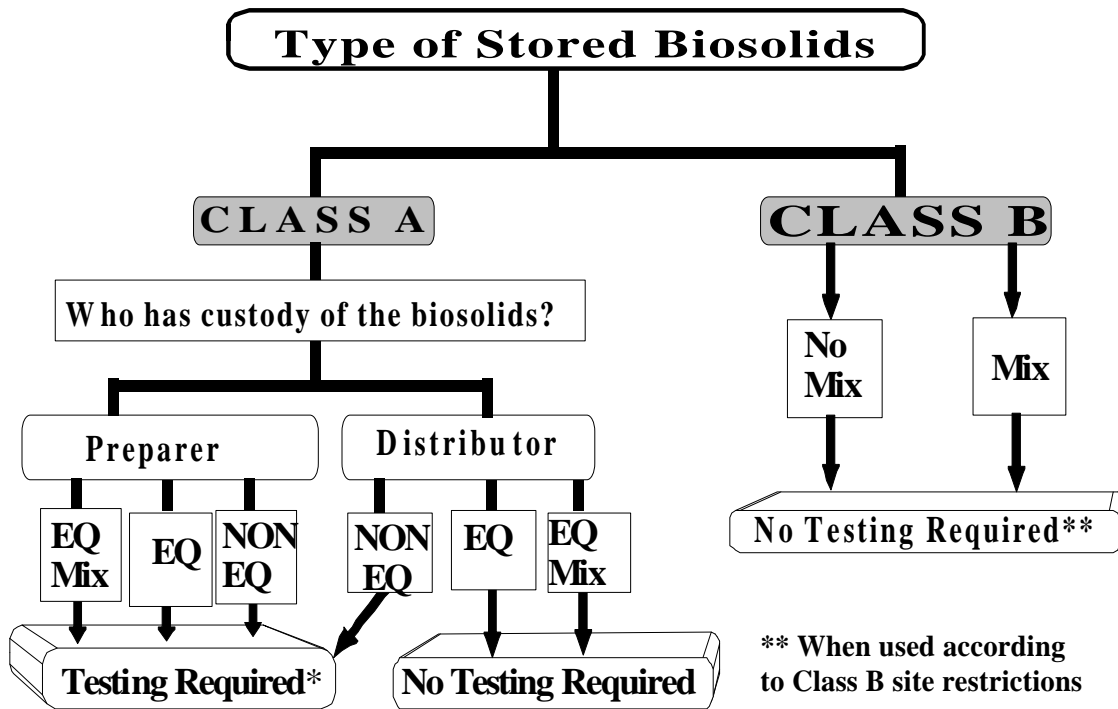 Type of Stored Biosolids
CLASS A
CLASS B
Who has custody of the biosolids?
No
Mix
Mix
Preparer
Distributor
EQ
Mix
EQ
NON
EQ
NON
EQ
EQ
EQ
Mix
No Testing Required**
Testing Required*
No Testing Required
** When used according
to Class B site restrictions